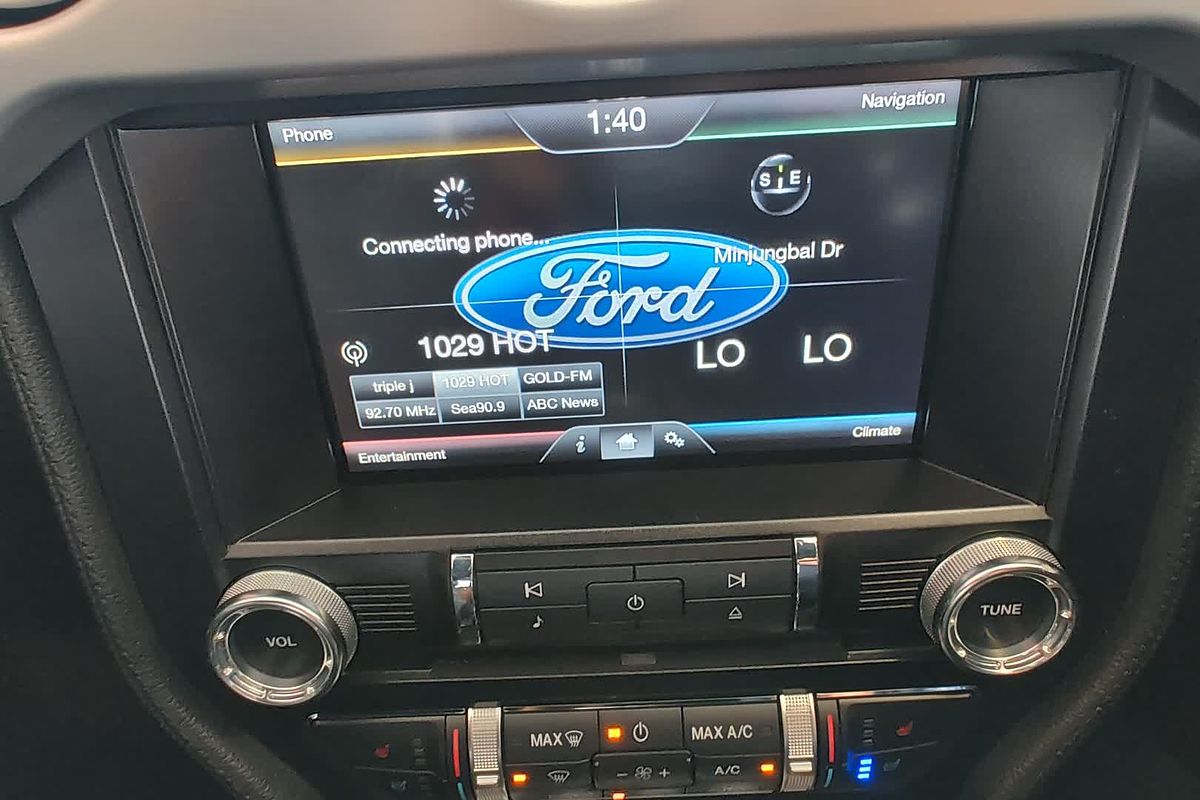 Phone
1:40
Navigation
S E
Connecting phone...
Minjungbal Dr
Ford
1029 HOT
LO LO
triple j 1029 HOT GOLD-FM
92.70 MHz Sea90.9 ABC News
Entertainment
i
Climate
VOL
TUNE
MAX
MAX A/C
- +
A/C